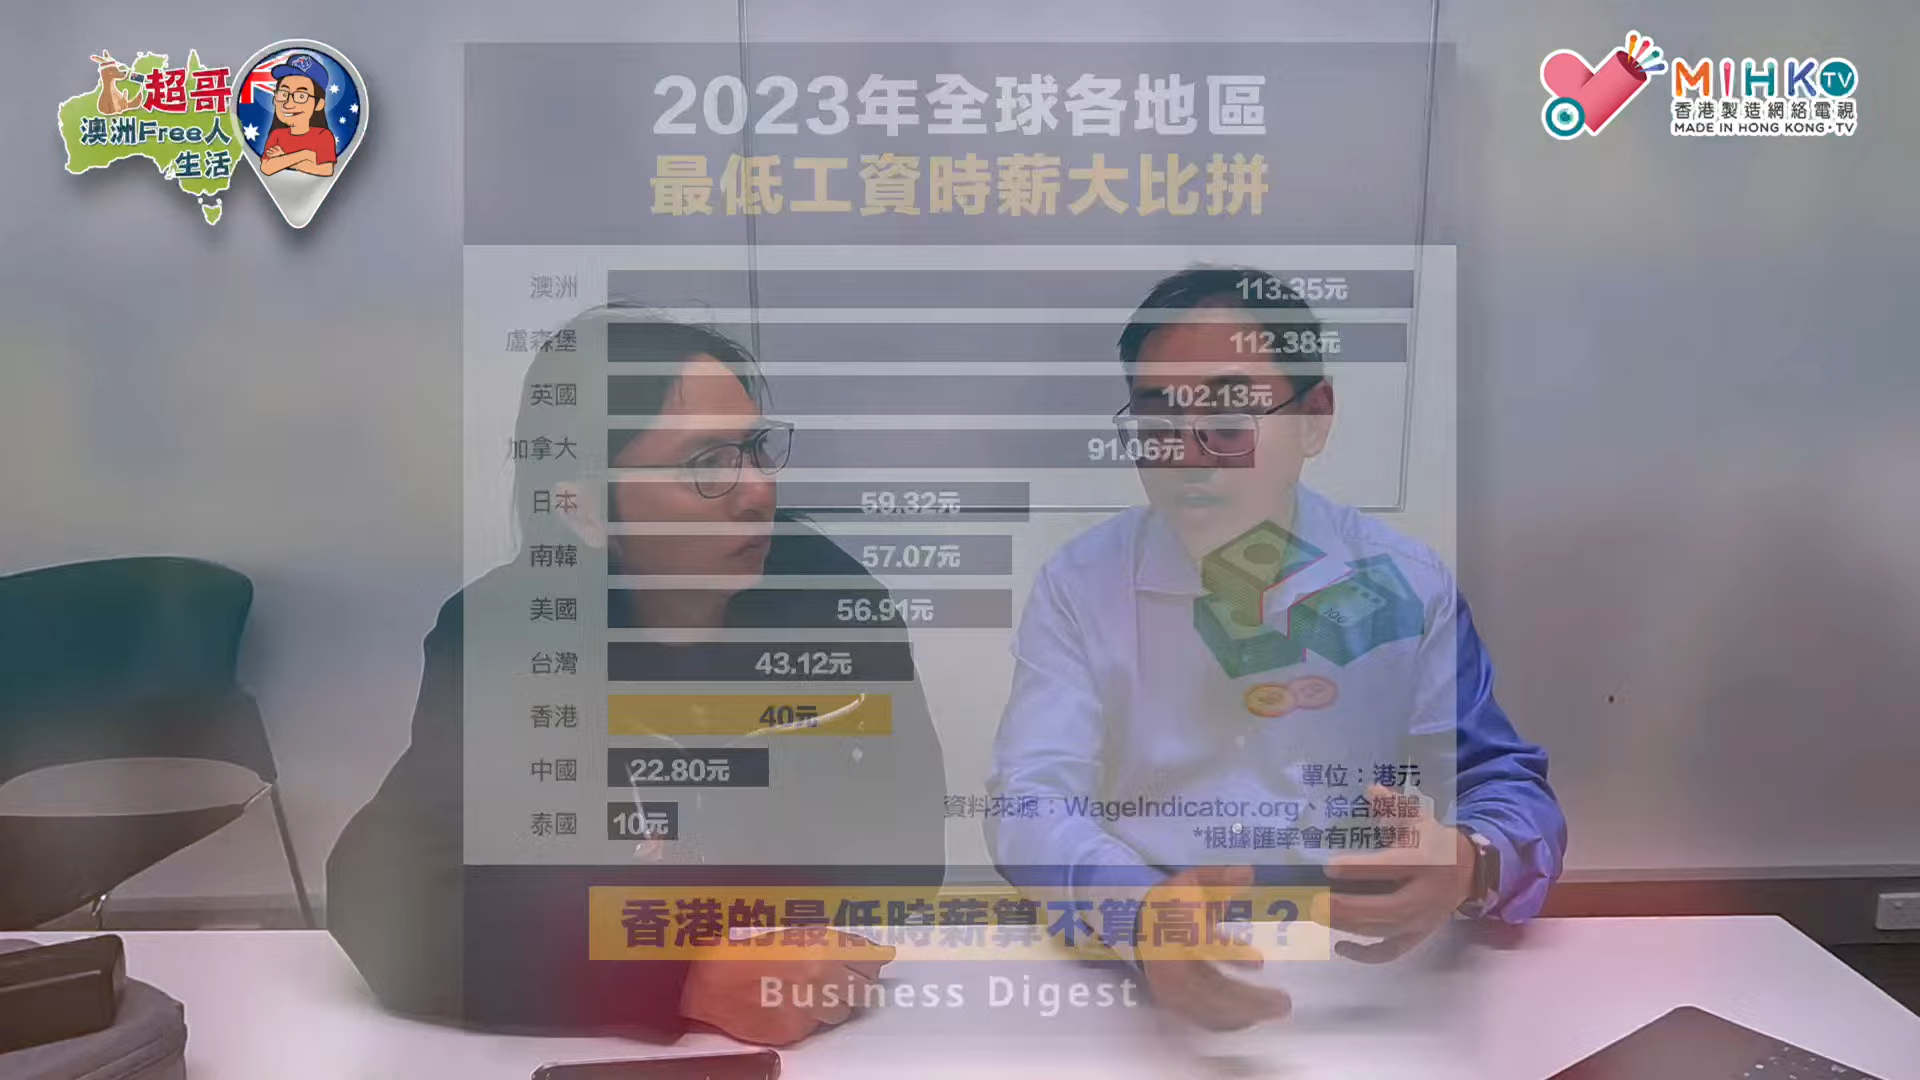 超哥
澳洲Free人
生活
MIHK TV
香港製造網絡電視
MADE IN HONG KONG·TV
2023年全球各地區
最低工資時薪大比拼
澳洲 113.35元
盧森堡 112.38元
英國 102.13元
加拿大 91.06元
日本 59.32元
南韓 57.07元
美國 56.91元
台灣 43.12元
香港 40元
中國 22.80元
泰國 10元
100
單位：港元
資料來源：WageIndicator.org、綜合媒體
*根據匯率會有所變動
香港的最低時薪算不算高呢？
Business Digest